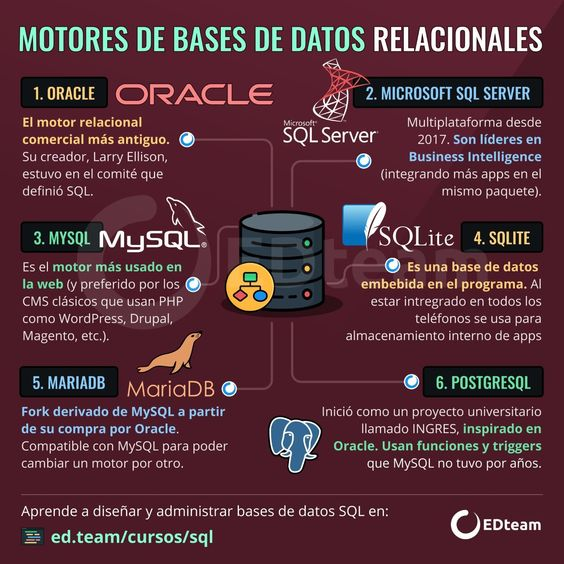 MOTORES DE BASES DE DATOS RELACIONALES
1. ORACLE
ORACLE
El motor relacional
comercial más antiguo.
Su creador, Larry Ellison,
estuvo en el comité que
definió SQL.
2. MICROSOFT SQL SERVER
Microsoft®
SQL Server®
Multiplataforma desde
2017. Son líderes en
Business Intelligence
(integrando más apps en el
mismo paquete).
3. MYSQL
MySQL®
Es el motor más usado en
la web (y preferido por los
CMS clásicos que usan PHP
como WordPress, Drupal,
Magento, etc.).
SQLite
4. SQLITE
Es una base de datos
embebida en el programa. Al
estar intregrado en todos los
teléfonos se usa para
almacenamiento interno de apps
EDteam
5. MARIADB
MariaDB
Fork derivado de MySQL a partir
de su compra por Oracle.
Compatible con MySQL para poder
cambiar un motor por otro.
6. POSTGRESQL
Inició como un proyecto universitario
llamado INGRES, inspirado en
Oracle. Usan funciones y triggers
que MySQL no tuvo por años.
Aprende a diseñar y administrar bases de datos SQL en:
ed.team/cursos/sql
EDteam